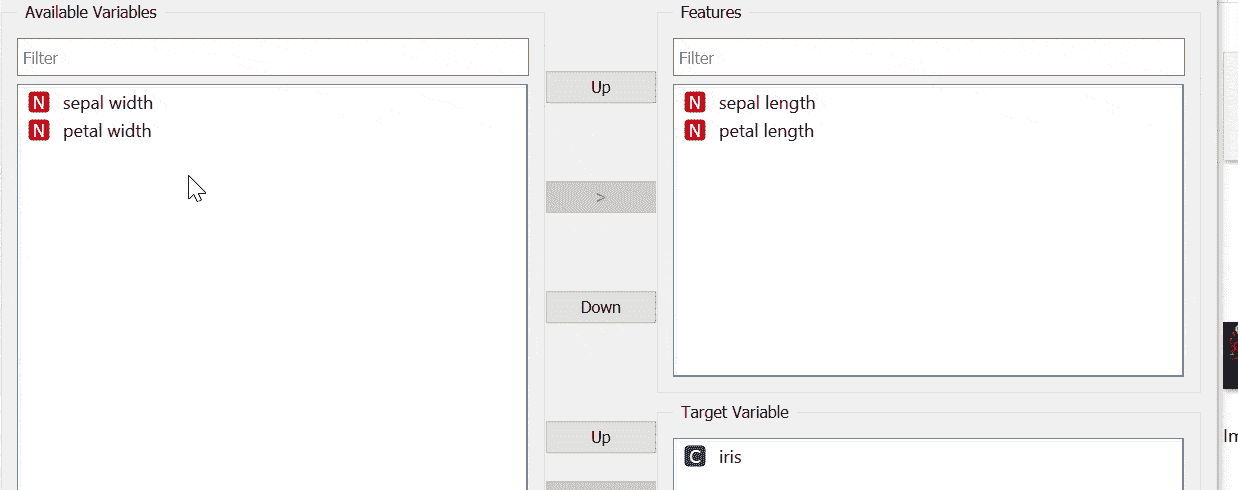 Available Variables
Filter
N sepal width
N petal width
Up
>
Down
Up
Features
Filter
N sepal length
N petal length
Target Variable
C iris
Im